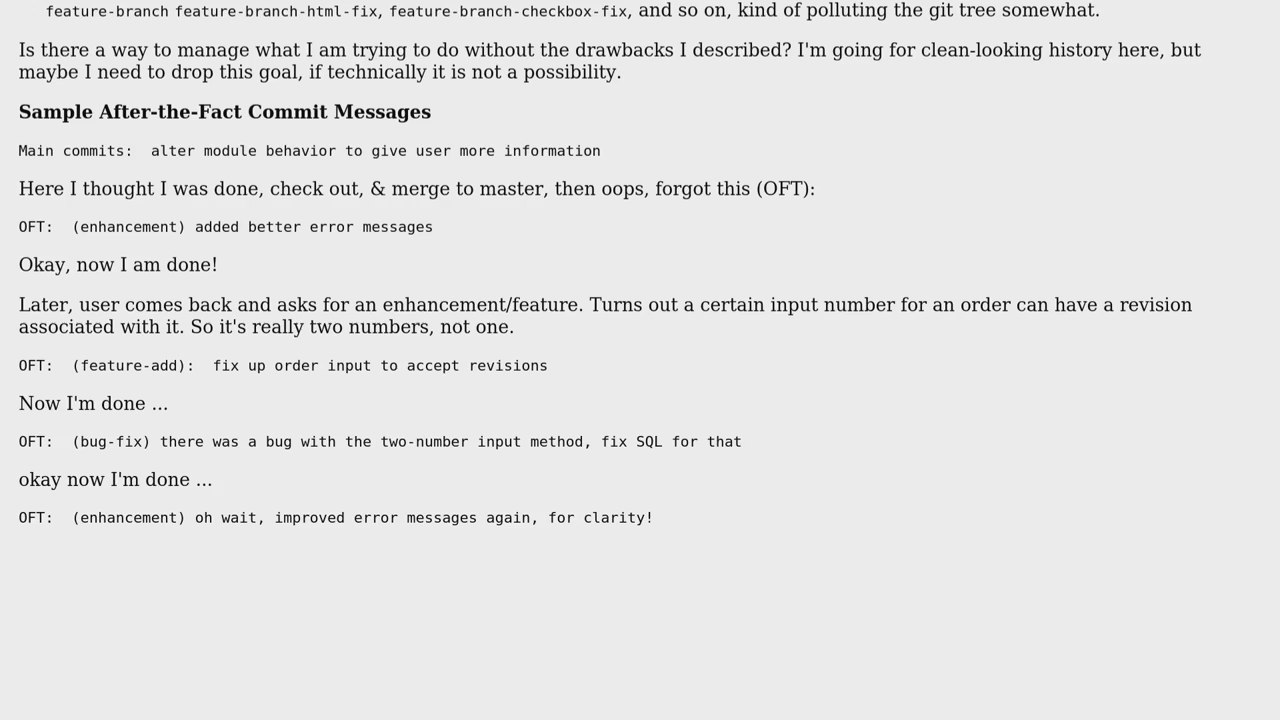 feature-branch feature-branch-html-fix, feature-branch-checkbox-fix, and so on, kind of polluting the git tree somewhat.
Is there a way to manage what I am trying to do without the drawbacks I described? I'm going for clean-looking history here, but
maybe I need to drop this goal, if technically it is not a possibility.
Sample After-the-Fact Commit Messages
Main commits:  alter module behavior to give user more information
Here I thought I was done, check out, & merge to master, then oops, forgot this (OFT):
OFT:  (enhancement) added better error messages
Okay, now I am done!
Later, user comes back and asks for an enhancement/feature. Turns out a certain input number for an order can have a revision
associated with it. So it's really two numbers, not one.
OFT:  (feature-add):  fix up order input to accept revisions
Now I'm done ...
OFT:  (bug-fix) there was a bug with the two-number input method, fix SQL for that
okay now I'm done ...
OFT:  (enhancement) oh wait, improved error messages again, for clarity!